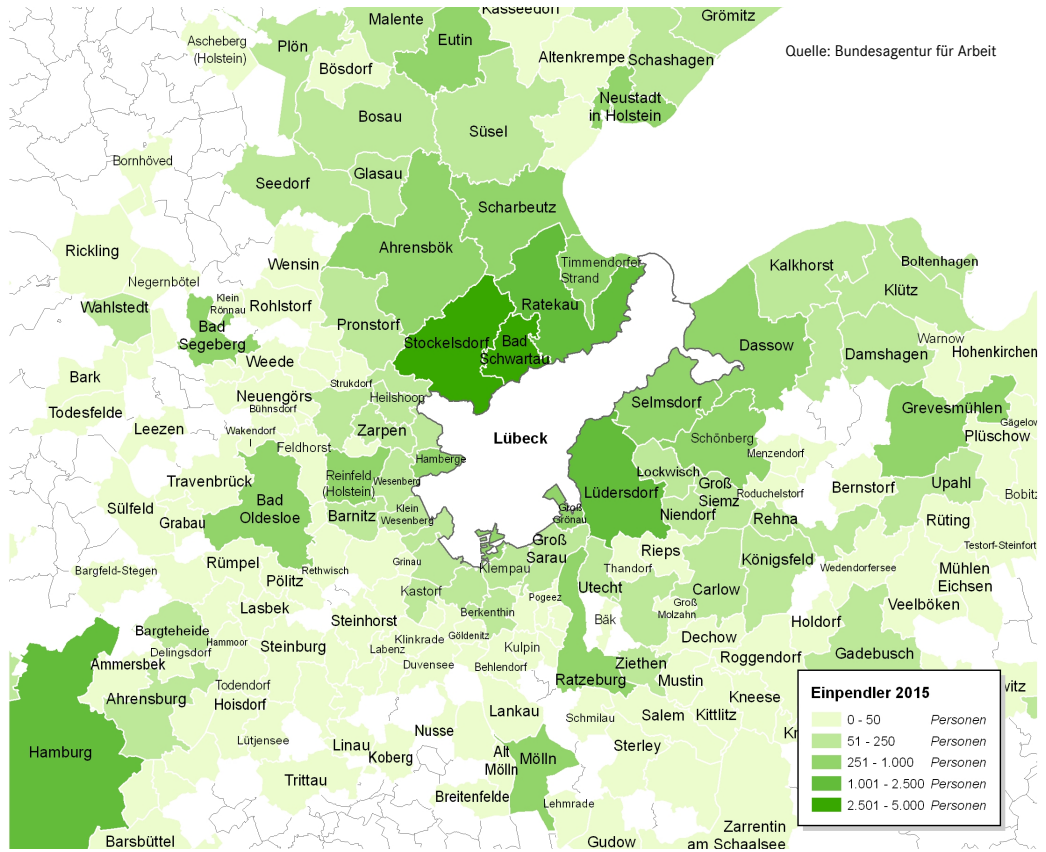 Kasseedorf
Malente
Grömitz
Ascheberg
(Holstein)
Plön
Eutin
Quelle: Bundesagentur für Arbeit
Bösdorf
Altenkrempe
Schashagen
Neustadt
in Holstein
Bosau
Süsel
Bornhöved
Seedorf
Glasau
Scharbeutz
Rickling
Ahrensbök
Wensin
Timmendorfer
Strand
Kalkhorst
Boltenhagen
Negernbötel
Klütz
Wahlstedt
Klein
Rönnau
Rohlstorf
Ratekau
Bad
Segeberg
Pronstorf
Stockelsdorf
Bad
Schwartau
Dassow
Damshagen
Warnow
Hohenkirchen
Weede
Bark
Strukdorf
Neuengörs
Heilshoop
Todesfelde
Bühnsdorf
Selmsdorf
Grevesmühlen
Gägelow
Leezen
Wakendorf
Zarpen
Lübeck
Schönberg
Plüschow
Feldhorst
Menzendorf
Hamberge
Travenbrück
Reinfeld
(Holstein)
Wesenberg
Lockwisch
Groß
Siemz
Bernstorf
Upahl
Lüdersdorf
Roduchelstorf
Bobitz
Bad
Oldesloe
Sülfeld
Grabau
Barnitz
Klein
Wesenberg
Groß
Grönau
Niendorf
Rehna
Rüting
Groß
Sarau
Rieps
Testorf-Steinfort
Rümpel
Grinau
Königsfeld
Bargfeld-Stegen
Rethwisch
Klempau
Thandorf
Wedendorfersee
Mühlen
Eichsen
Pölitz
Kastorf
Utecht
Carlow
Pogeez
Groß
Molzahn
Lasbek
Berkenthin
Veelböken
Steinhorst
Bäk
Holdorf
Bargteheide
Hammoor
Klinkrade
Göldenitz
Dechow
Delingsdorf
Steinburg
Labenz
Kulpin
Gadebusch
Ammersbek
Duvensee
Behlendorf
Ziethen
Roggendorf
Ratzeburg
Mustin
Todendorf
Ahrensburg
Hoisdorf
Kneese
Lankau
Schmilau
Salem
Kittlitz
Nusse
Lütjensee
Linau
Koberg
Sterley
Hamburg
Alt
Mölln
Mölln
Trittau
Breitenfelde
Lehmrade
Zarrentin
am Schaalsee
Barsbüttel
Gudow
Einpendler 2015
0 - 50 Personen
51 - 250 Personen
251 - 1.000 Personen
1.001 - 2.500 Personen
2.501 - 5.000 Personen